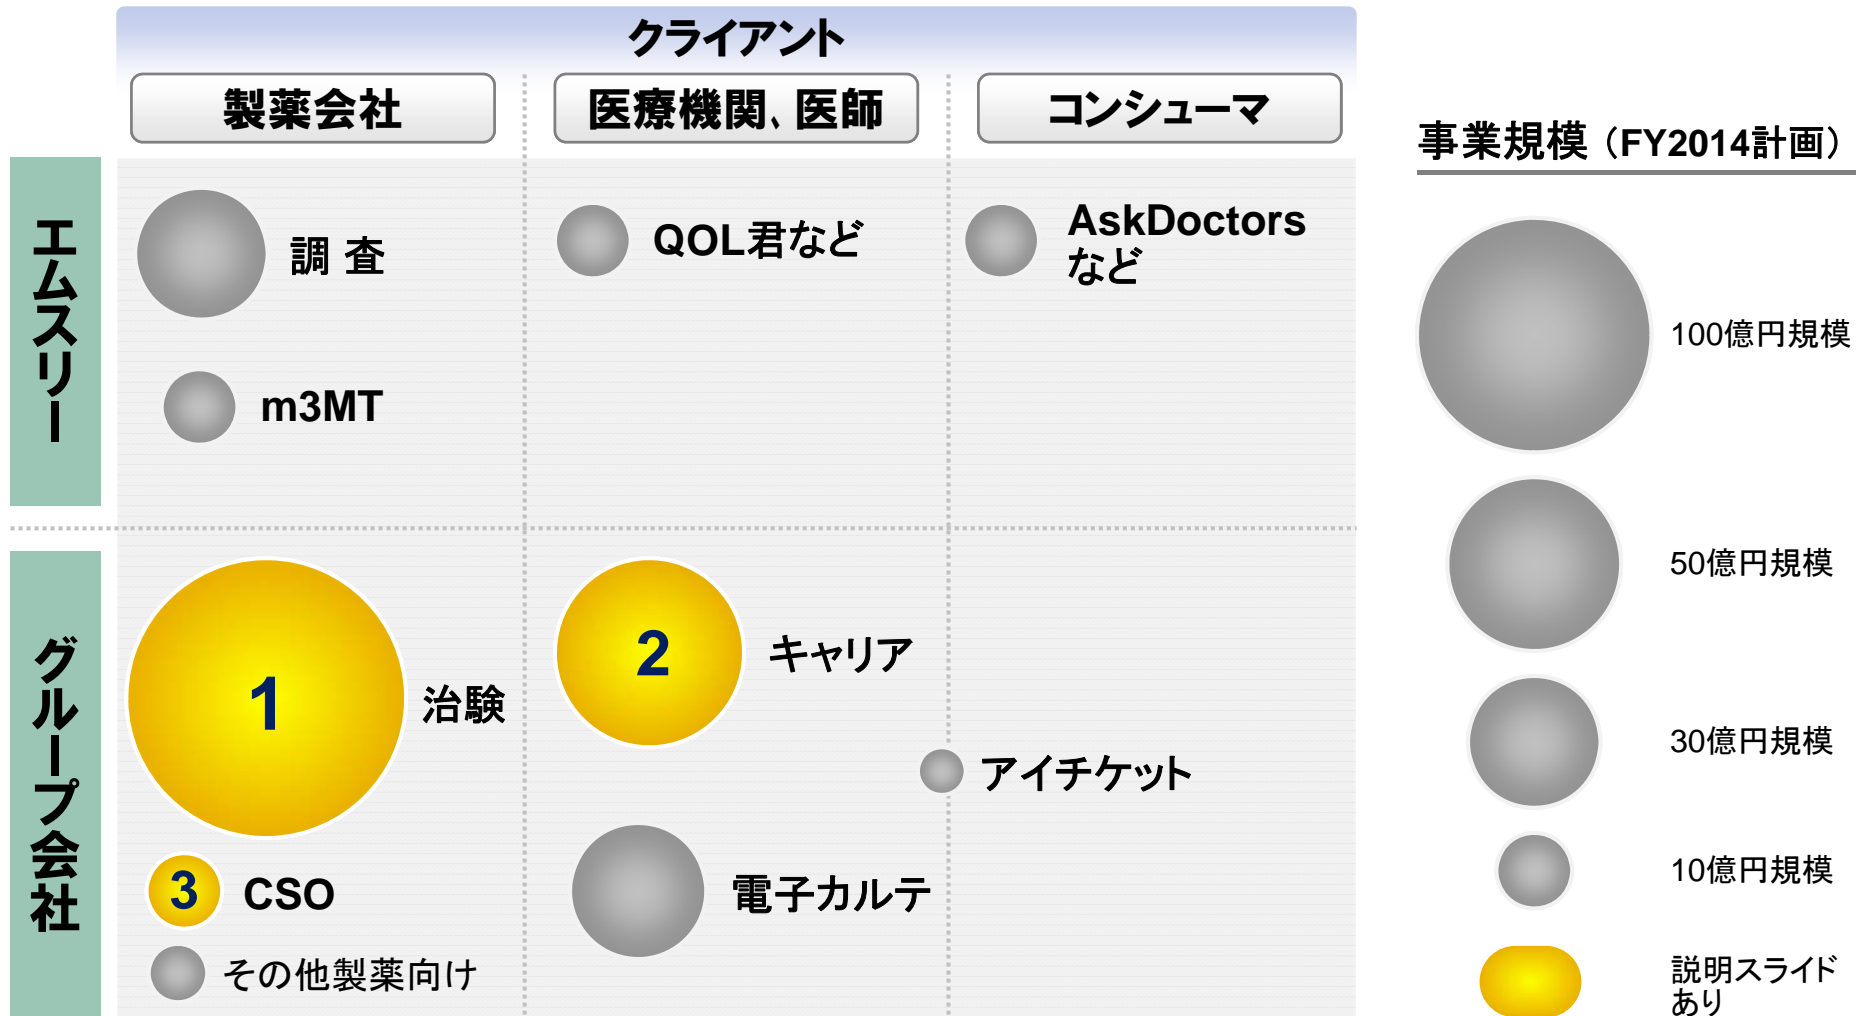 クライアント
製薬会社
医療機関、医師
コンシューマ
エムスリー
調 査
QOL君など
AskDoctors
など
m3MT
グループ会社
1
治験
2
キャリア
アイチケット
3
CSO
電子カルテ
その他製薬向け
事業規模（FY2014計画）
100億円規模
50億円規模
30億円規模
10億円規模
説明スライド
あり